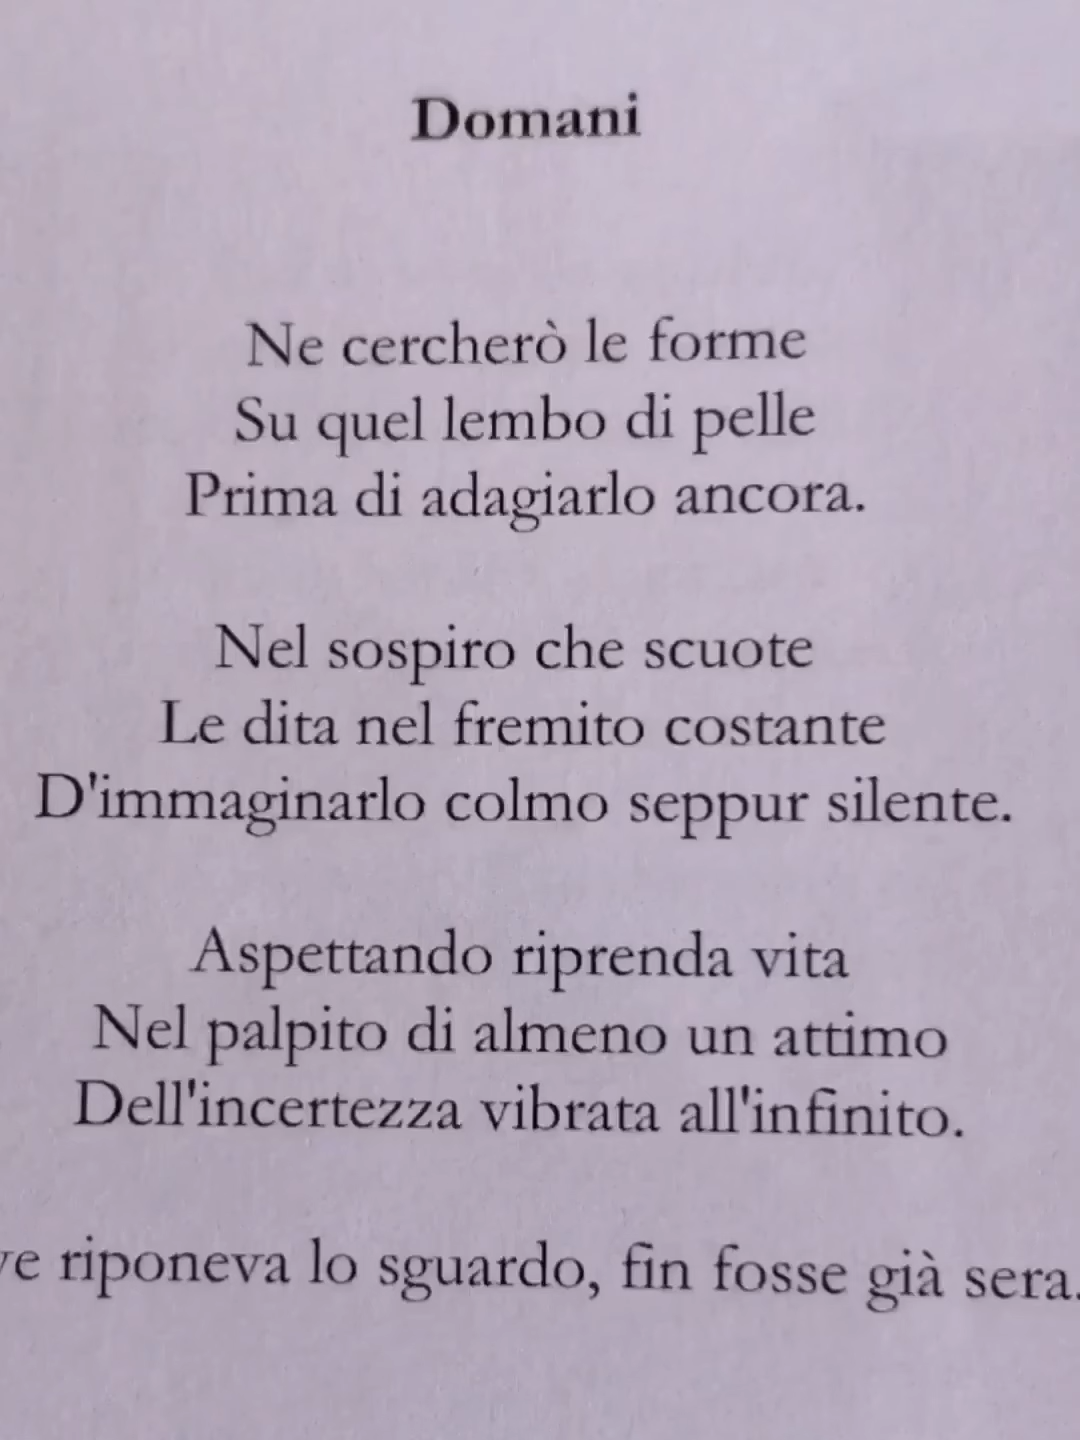 Domani
Ne cercherò le forme
Su quel lembo di pelle
Prima di adagiarlo ancora.
Nel sospiro che scuote
Le dita nel fremito costante
D'immaginarlo colmo seppur silente.
Aspettando riprenda vita
Nel palpito di almeno un attimo
Dell'incertezza vibrata all'infinito.
riponeva lo sguardo, fin fosse già sera.